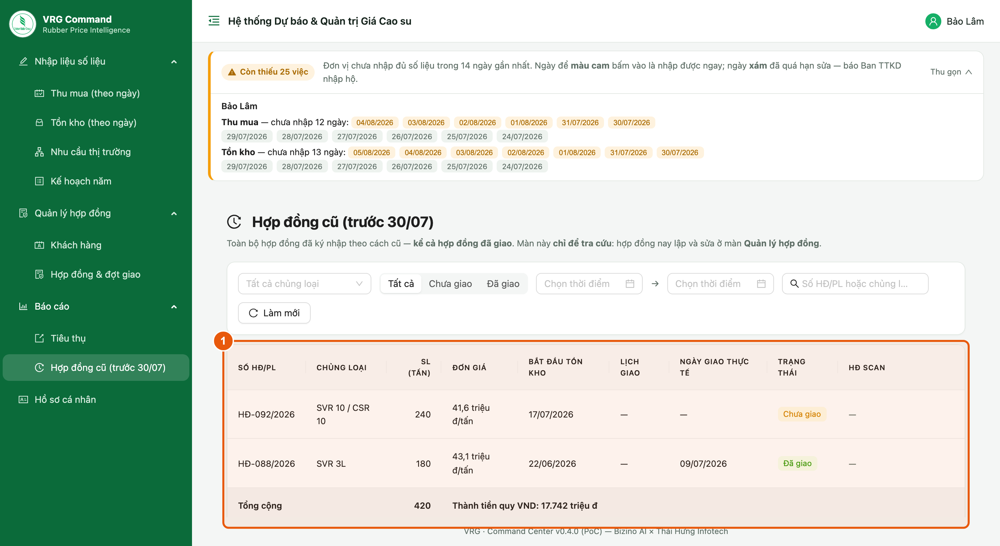 VRG Command
Rubber Price Intelligence
Nhập liệu số liệu
Thu mua (theo ngày)
Tồn kho (theo ngày)
Nhu cầu thị trường
Kế hoạch năm
Quản lý hợp đồng
Khách hàng
Hợp đồng & đợt giao
Báo cáo
Tiêu thụ
Hợp đồng cũ (trước 30/07)
Hồ sơ cá nhân
Hệ thống Dự báo & Quản trị Giá Cao su
Bảo Lâm
Còn thiếu 25 việc
Đơn vị chưa nhập đủ số liệu trong 14 ngày gần nhất. Ngày để màu cam bấm vào là nhập được ngay; ngày xám đã quá hạn sửa — báo Ban TTKD
nhập hộ.
Thu gọn
Bảo Lâm
Thu mua — chưa nhập 12 ngày: 04/08/2026 03/08/2026 02/08/2026 01/08/2026 31/07/2026 30/07/2026
29/07/2026 28/07/2026 27/07/2026 26/07/2026 25/07/2026 24/07/2026
Tồn kho — chưa nhập 13 ngày: 05/08/2026 04/08/2026 03/08/2026 02/08/2026 01/08/2026 31/07/2026 30/07/2026
29/07/2026 28/07/2026 27/07/2026 26/07/2026 25/07/2026 24/07/2026
Hợp đồng cũ (trước 30/07)
Toàn bộ hợp đồng đã ký nhập theo cách cũ — kể cả hợp đồng đã giao. Màn này chỉ để tra cứu: hợp đồng nay lập và sửa ở màn Quản lý hợp đồng.
Tất cả chủng loại
Tất cả Chưa giao Đã giao
Chọn thời điểm → Chọn thời điểm
Số HĐ/PL hoặc chủng l...
Làm mới
1
SỐ HĐ/PL CHỦNG LOẠI SL (TẤN) ĐƠN GIÁ BẮT ĐẦU TỒN KHO LỊCH GIAO NGÀY GIAO THỰC TẾ TRẠNG THÁI HĐ SCAN
HĐ-092/2026 SVR 10 / CSR 10 240 41,6 triệu đ/tấn 17/07/2026 — — Chưa giao —
HĐ-088/2026 SVR 3L 180 43,1 triệu đ/tấn 22/06/2026 — 09/07/2026 Đã giao —
Tổng cộng 420 Thành tiền quy VND: 17.742 triệu đ
VRG · Command Center v0.4.0 (PoC) — Bizino AI × Thái Hưng Infotech